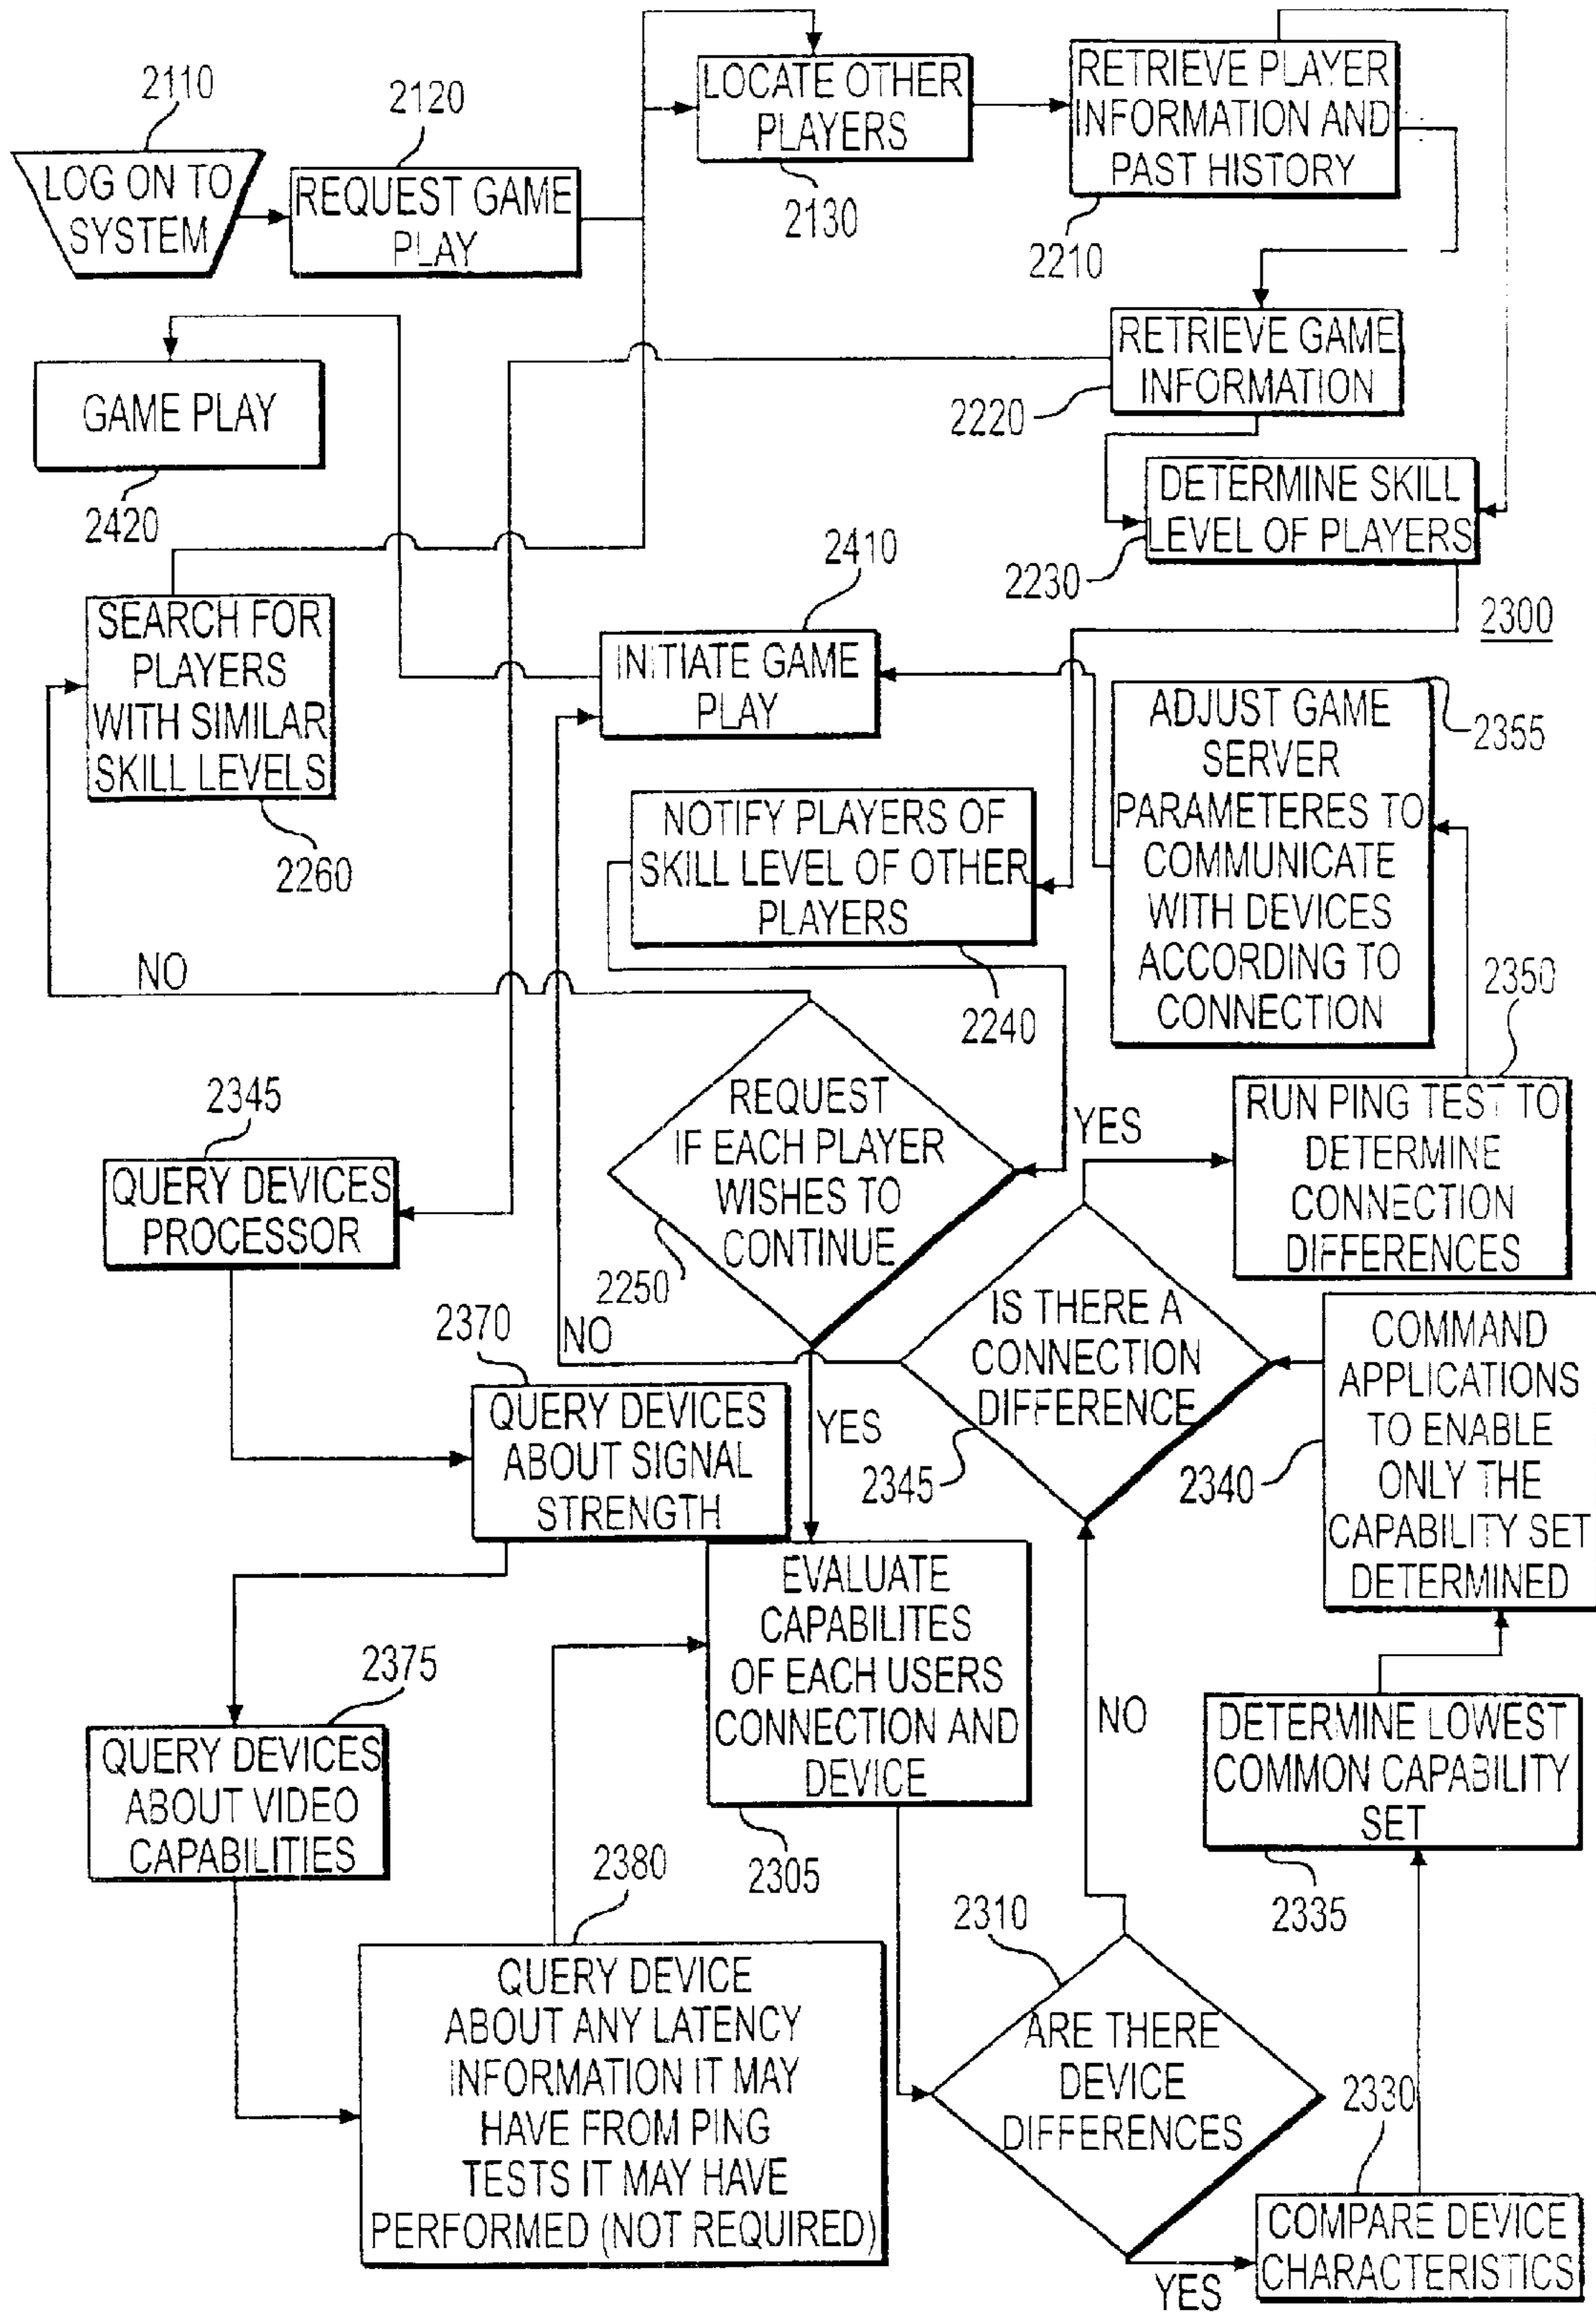 2110
LOG ON TO
SYSTEM
2120
REQUEST GAME
PLAY
LOCATE OTHER
PLAYERS
2130
RETRIEVE PLAYER
INFORMATION AND
PAST HISTORY
2210
RETRIEVE GAME
INFORMATION
2220
GAME PLAY
2420
DETERMINE SKILL
LEVEL OF PLAYERS
2230
2300
2410
INITIATE GAME
PLAY
SEARCH FOR
PLAYERS
WITH SIMILAR
SKILL LEVELS
2260
ADJUST GAME
SERVER
PARAMETERES TO
COMMUNICATE
WITH DEVICES
ACCORDING TO
CONNECTION
2355
NOTIFY PLAYERS OF
SKILL LEVEL OF OTHER
PLAYERS
2240
NO
2350
RUN PING TEST TO
DETERMINE
CONNECTION
DIFFERENCES
YES
REQUEST
IF EACH PLAYER
WISHES TO
CONTINUE
2250
2345
QUERY DEVICES
PROCESSOR
NO
2370
QUERY DEVICES
ABOUT SIGNAL
STRENGTH
YES
IS THERE A
CONNECTION
DIFFERENCE
2345
COMMAND
APPLICATIONS
TO ENABLE
ONLY THE
CAPABILITY SET
DETERMINED
2340
EVALUATE
CAPABILITES
OF EACH USERS
CONNECTION AND
DEVICE
2305
2375
QUERY DEVICES
ABOUT VIDEO
CAPABILITIES
NO
DETERMINE LOWEST
COMMON CAPABILITY
SET
2335
2380
QUERY DEVICE
ABOUT ANY LATENCY
INFORMATION IT MAY
HAVE FROM PING
TESTS IT MAY HAVE
PERFORMED (NOT REQUIRED)
2310
ARE THERE
DEVICE
DIFFERENCES
2330
COMPARE DEVICE
CHARACTERISTICS
YES